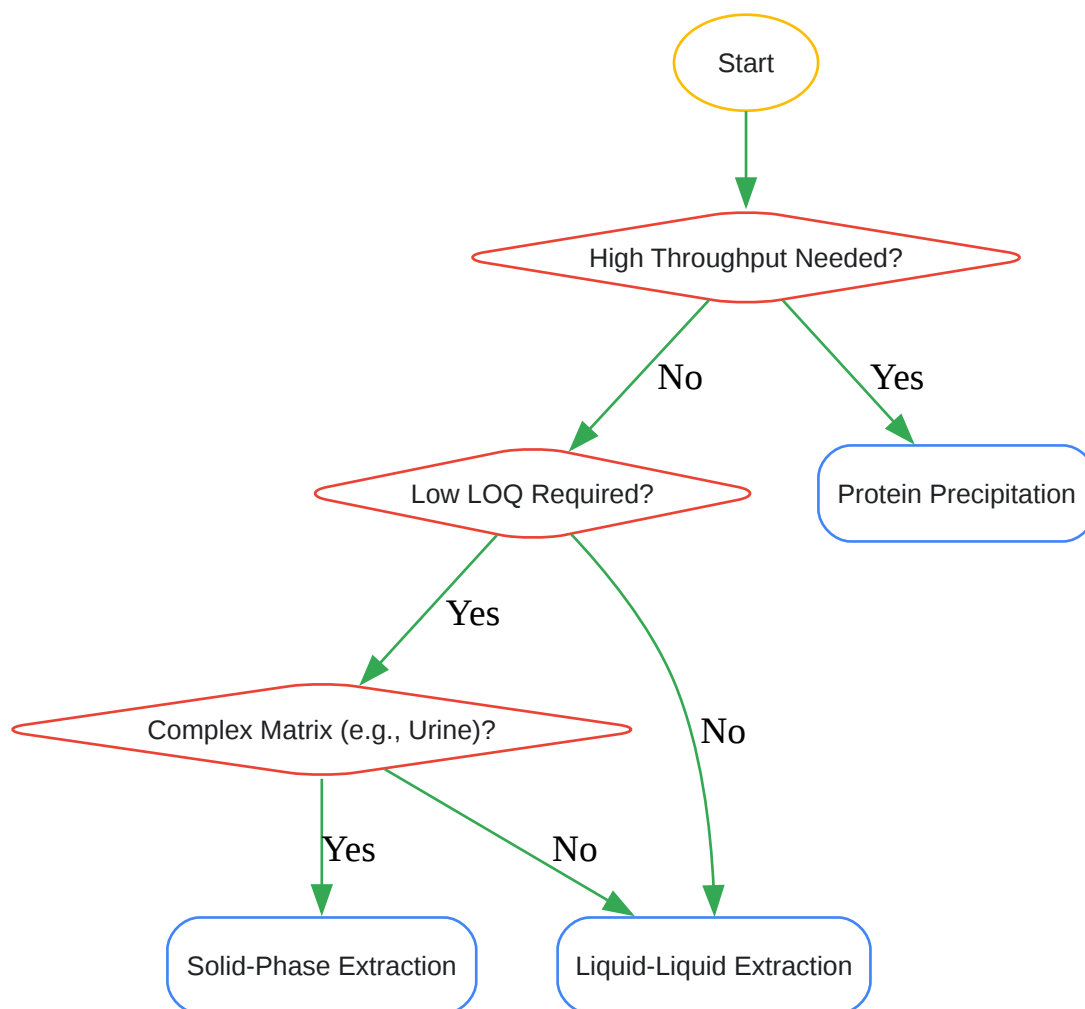 Start
High Throughput Needed?
No
Yes
Low LOQ Required?
Protein Precipitation
Yes
No
Complex Matrix (e.g., Urine)?
Yes
No
Solid-Phase Extraction
Liquid-Liquid Extraction